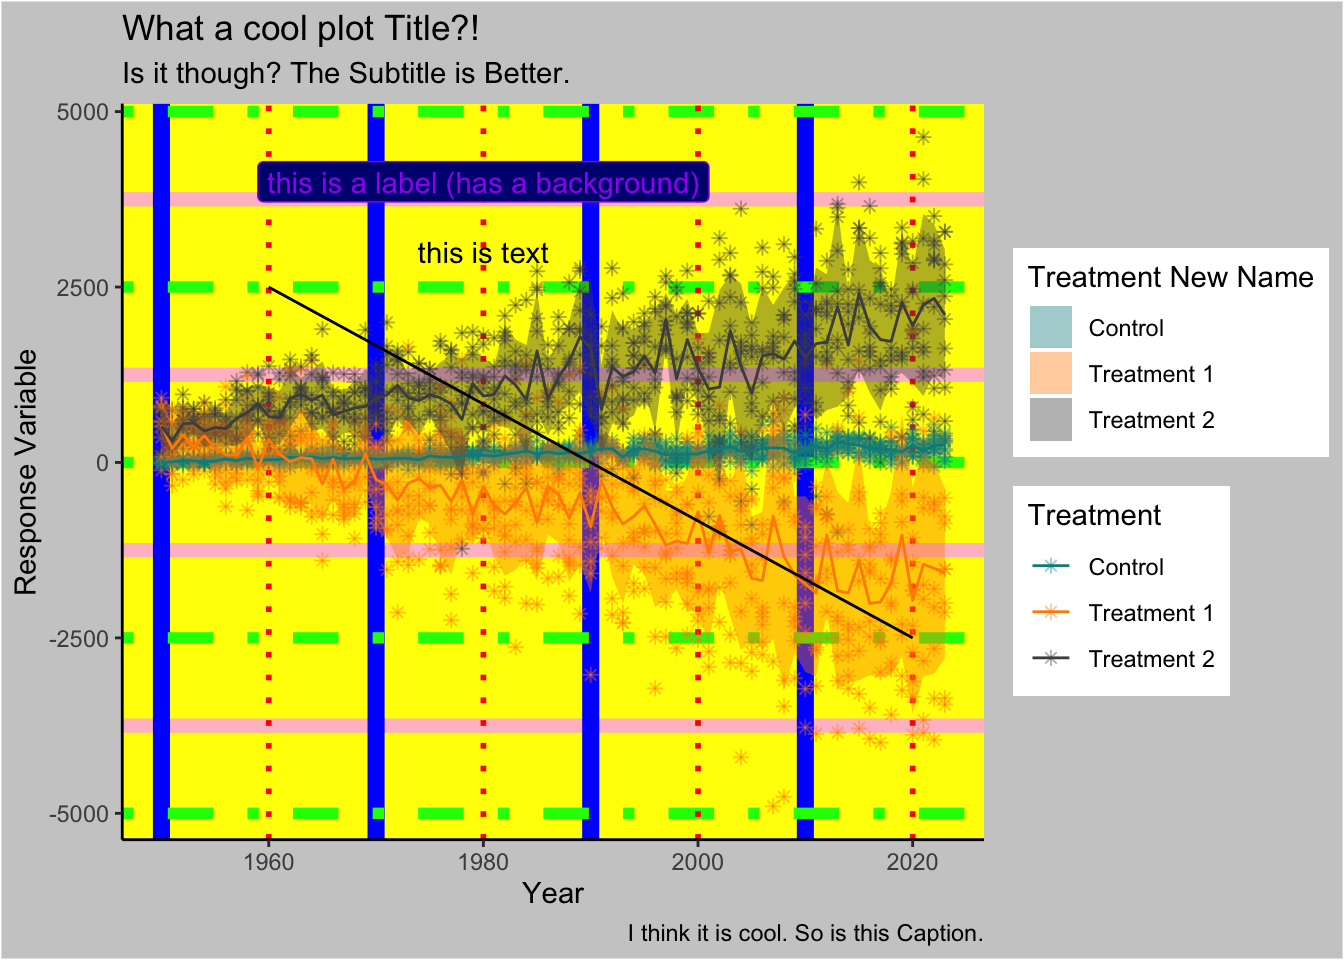 What a cool plot Title?!
Is it though? The Subtitle is Better.
5000
2500
0
-2500
-5000
Response Variable
this is a label (has a background)
this is text
1960
1980
2000
2020
Year
I think it is cool. So is this Caption.
Treatment New Name
Control
Treatment 1
Treatment 2
Treatment
Control
Treatment 1
Treatment 2